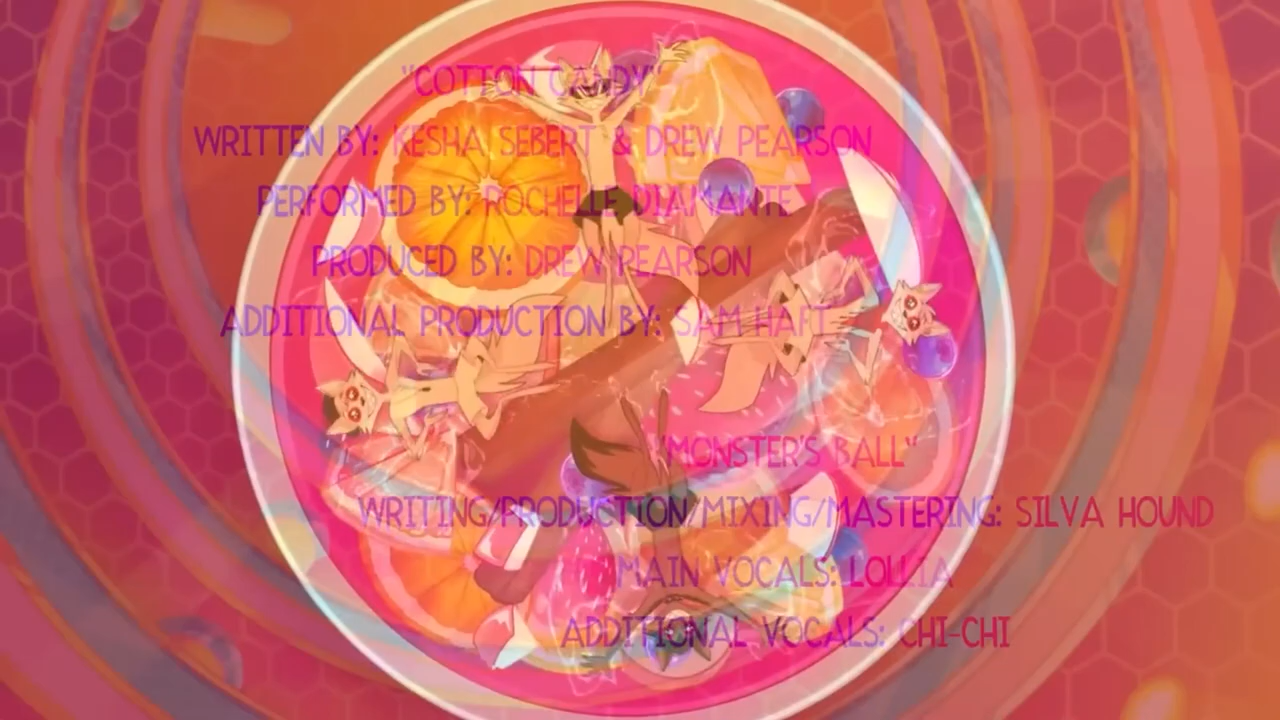 "COTTON CANDY"
WRITTEN BY: KESHA SEBERT & DREW PEARSON
PERFORMED BY: ROCHELLE DIAMANTE
PRODUCED BY: DREW PEARSON
ADDITIONAL PRODUCTION BY: SAM HAFT
"MONSTER'S BALL"
WRITING/PRODUCTION/MIXING/MASTERING: SILVA HOUND
MAIN VOCALS: LOLLIA
ADDITIONAL VOCALS: CHI-CHI